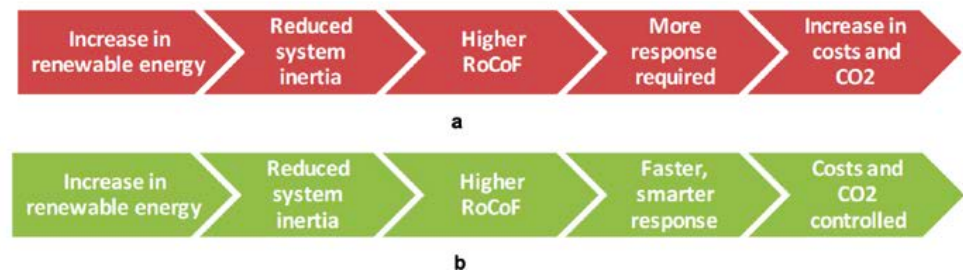 Increase in
renewable energy
Reduced
system
inertia
Higher
RoCoF
More
response
required
Increase in
costs and
CO2
a
Increase in
renewable energy
Reduced
system
inertia
Higher
RoCoF
Faster,
smarter
response
Costs and
CO2
controlled
b